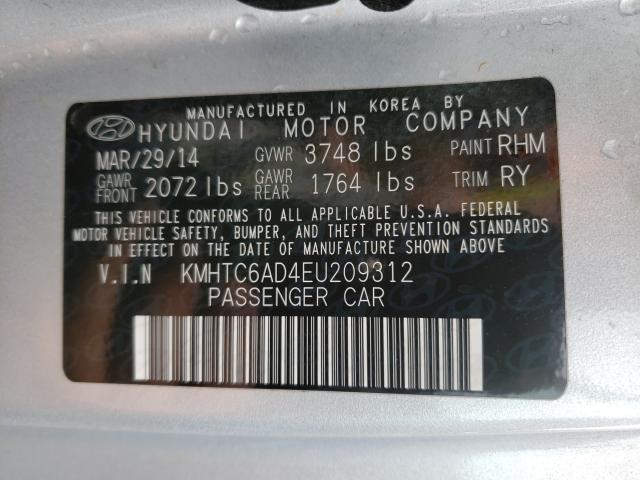 MANUFACTURED IN KOREA BY
HYUNDAI MOTOR COMPANY
MAR/29/14 GVWR 3748 lbs PAINT RHM
GAWR FRONT 2072 lbs GAWR REAR 1764 lbs TRIM RY
THIS VEHICLE CONFORMS TO ALL APPLICABLE U.S.A. FEDERAL
MOTOR VEHICLE SAFETY, BUMPER, AND THEFT PREVENTION STANDARDS
IN EFFECT ON THE DATE OF MANUFACTURE SHOWN ABOVE
V.I.N KMHTC6AD4EU209312
PASSENGER CAR